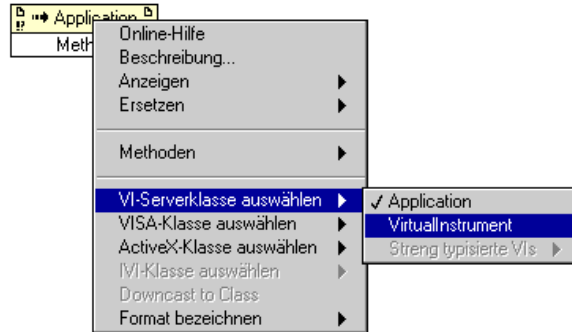 Application
Meth
Online-Hilfe
Beschreibung...
Anzeigen
Ersetzen
Methoden
VI-Serverklasse auswählen
VISA-Klasse auswählen
ActiveX-Klasse auswählen
IVI-Klasse auswählen
Downcast to Class
Format bezeichnen
✓ Application
VirtualInstrument
Streng typisierte VIs